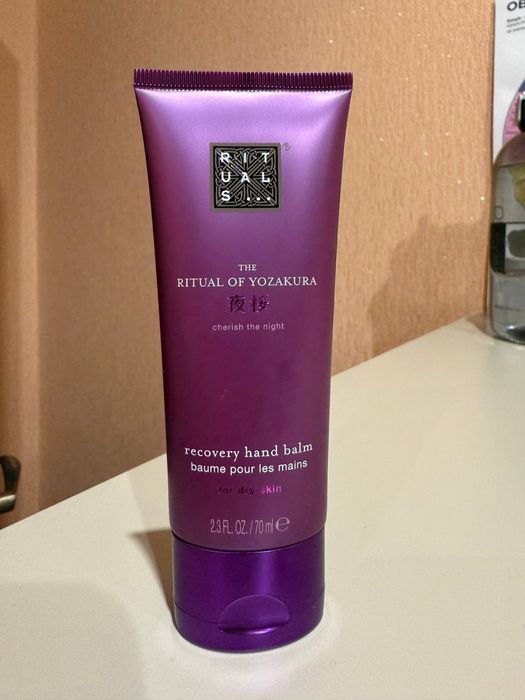 RIT
UAL
S...
®
THE
RITUAL OF YOZAKURA
夜桜
cherish the night
recovery hand balm
baume pour les mains
for dry skin
2.3 FL. OZ. / 70 ml ℮
ОВ